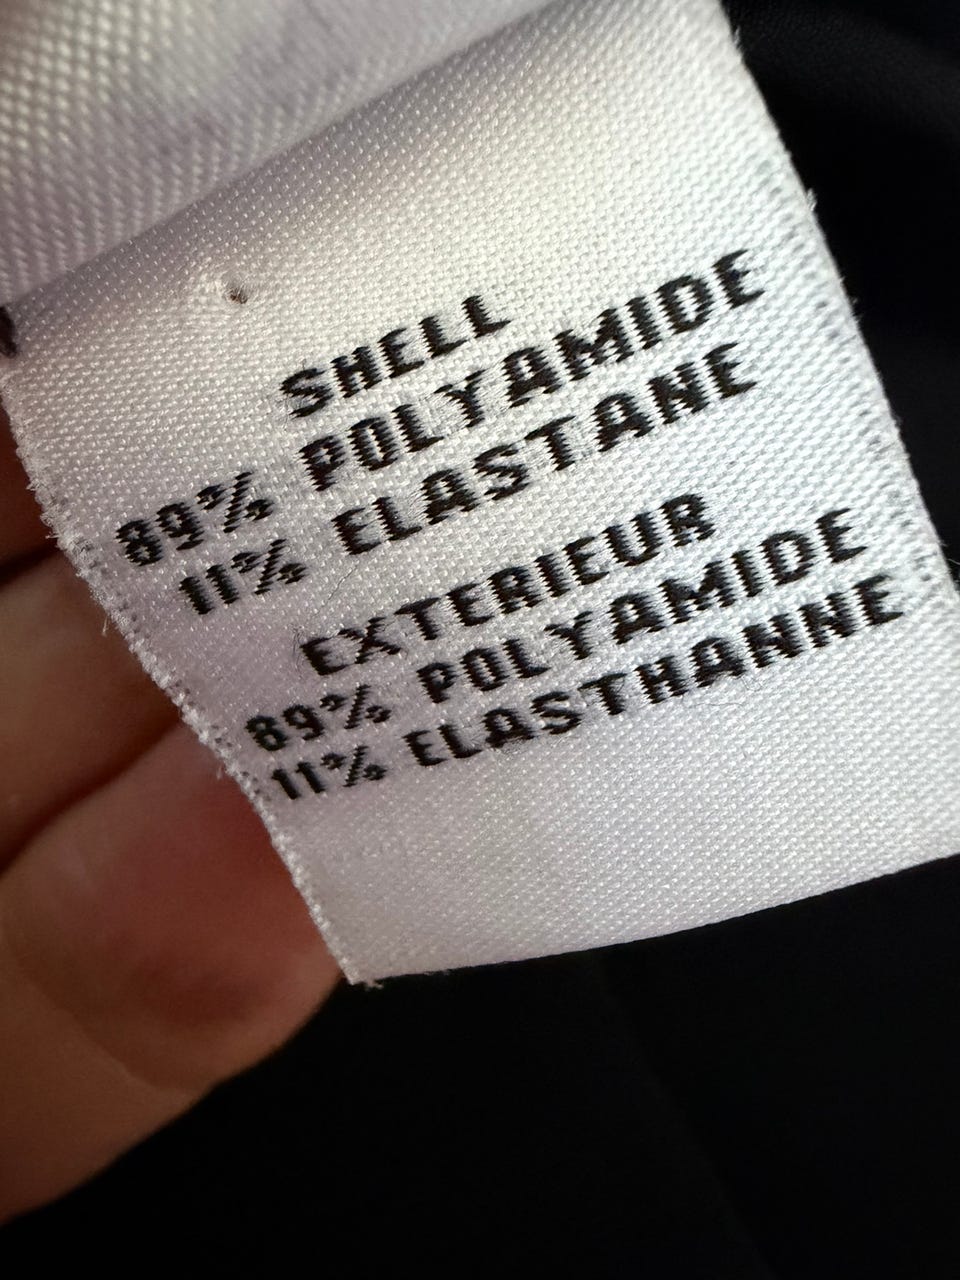 SHELL
89% POLYAMIDE
11% ELASTANE
EXTERIEUR
89% POLYAMIDE
11% ELASTHANNE